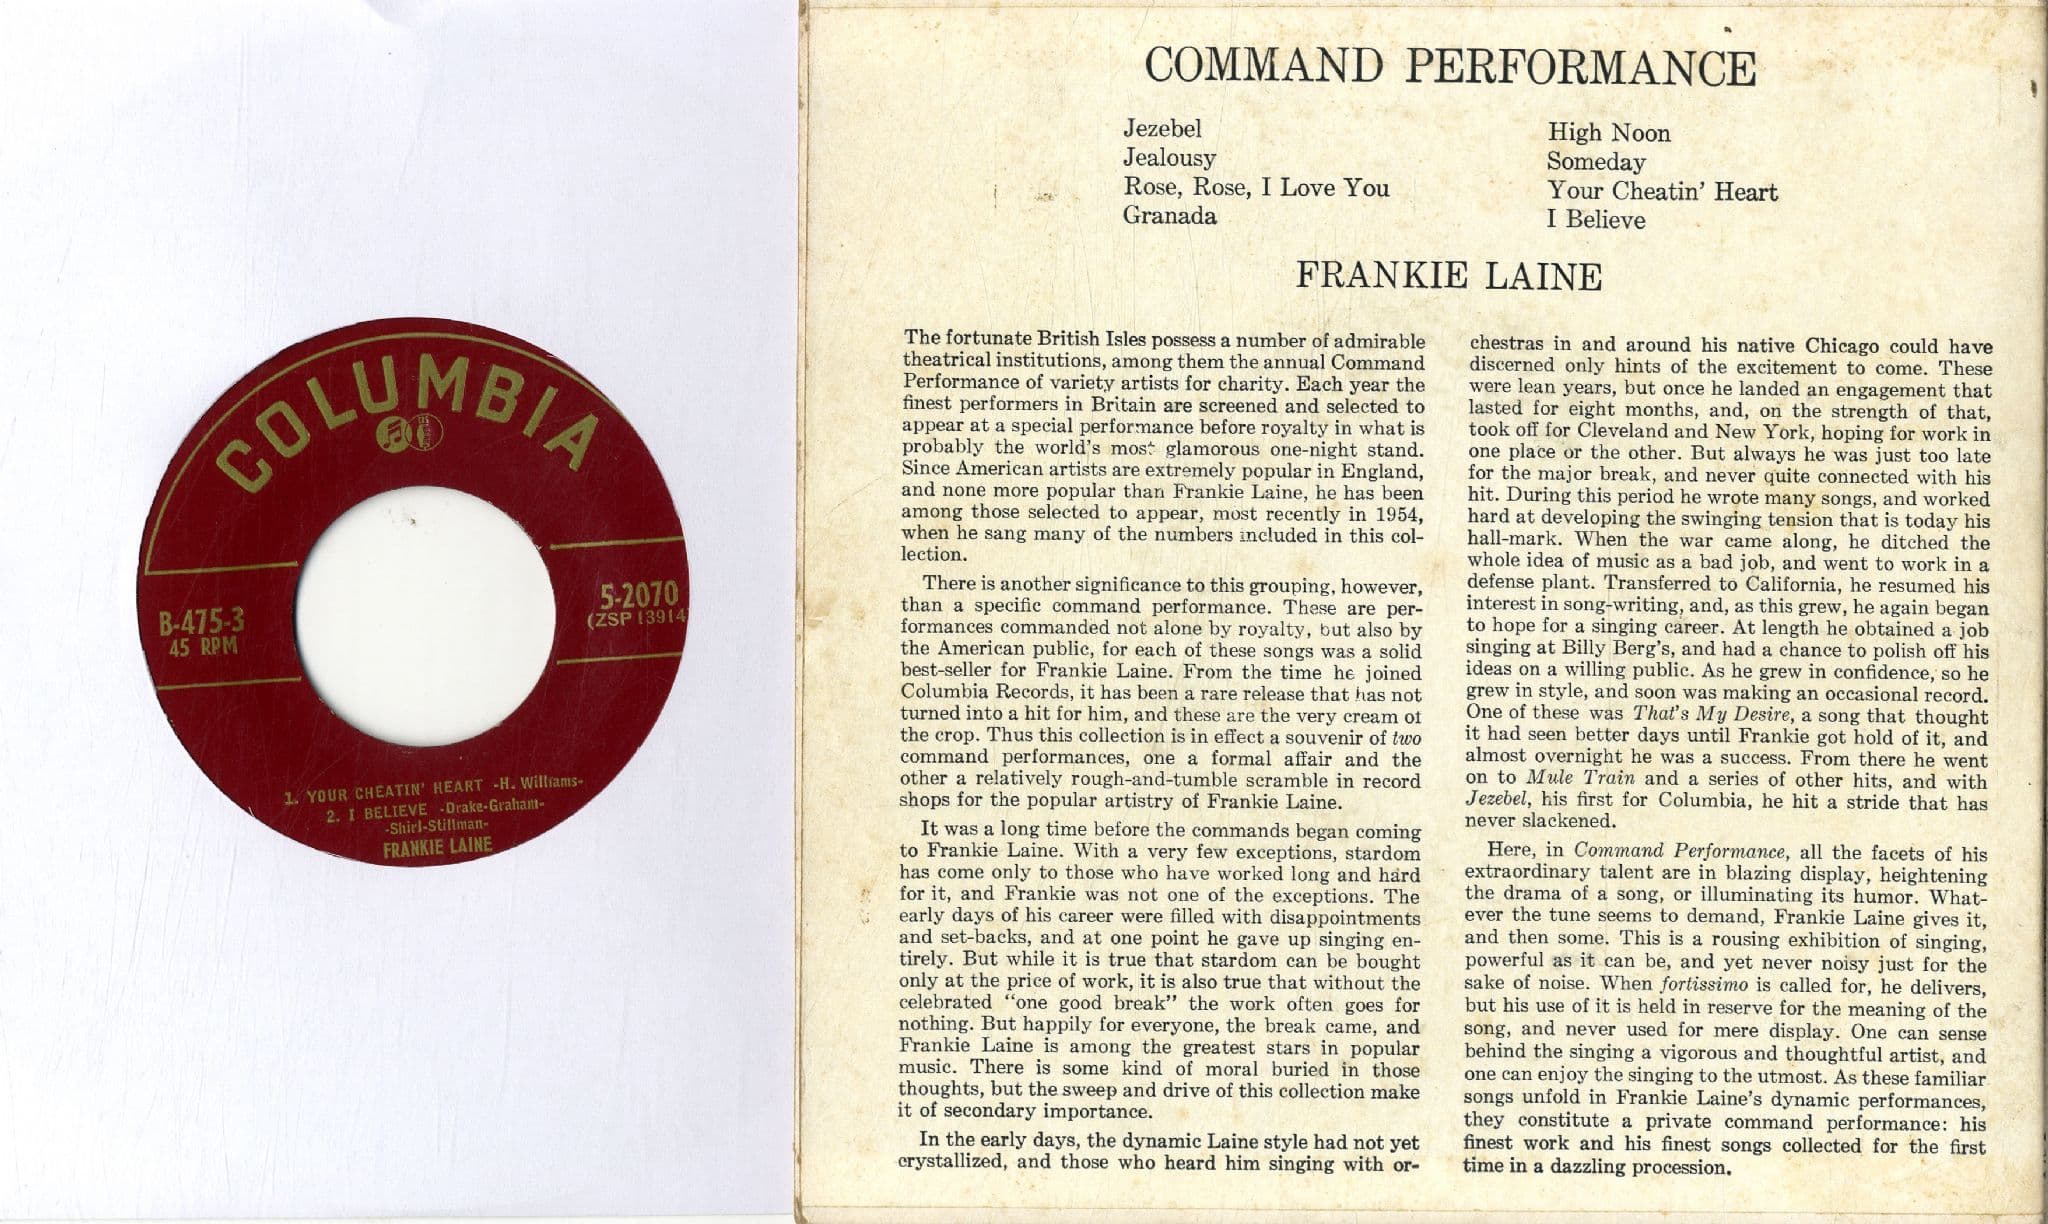 COLUMBIA
B-475-3
45 RPM
5-2070
(ZSP 13914
1. YOUR CHEATIN' HEART -H. Williams-
2. I BELIEVE -Drake-Graham-
-Shirl-Stillman-
FRANKIE LAINE
COMMAND PERFORMANCE
Jezebel
Jealousy
Rose, Rose, I Love You
Granada
High Noon
Someday
Your Cheatin' Heart
I Believe
FRANKIE LAINE
The fortunate British Isles possess a number of admirable
theatrical institutions, among them the annual Command
Performance of variety artists for charity. Each year the
finest performers in Britain are screened and selected to
appear at a special performance before royalty in what is
probably the world's most glamorous one-night stand.
Since American artists are extremely popular in England,
and none more popular than Frankie Laine, he has been
among those selected to appear, most recently in 1954,
when he sang many of the numbers included in this col-
lection.
There is another significance to this grouping, however,
than a specific command performance. These are per-
formances commanded not alone by royalty, but also by
the American public, for each of these songs was a solid
best-seller for Frankie Laine. From the time he joined
Columbia Records, it has been a rare release that has not
turned into a hit for him, and these are the very cream of
the crop. Thus this collection is in effect a souvenir of two
command performances, one a formal affair and the
other a relatively rough-and-tumble scramble in record
shops for the popular artistry of Frankie Laine.
It was a long time before the commands began coming
to Frankie Laine. With a very few exceptions, stardom
has come only to those who have worked long and hard
for it, and Frankie was not one of the exceptions. The
early days of his career were filled with disappointments
and set-backs, and at one point he gave up singing en-
tirely. But while it is true that stardom can be bought
only at the price of work, it is also true that without the
celebrated "one good break" the work often goes for
nothing. But happily for everyone, the break came, and
Frankie Laine is among the greatest stars in popular
music. There is some kind of moral buried in those
thoughts, but the sweep and drive of this collection make
it of secondary importance.
In the early days, the dynamic Laine style had not yet
crystallized, and those who heard him singing with or-
chestras in and around his native Chicago could have
discerned only hints of the excitement to come. These
were lean years, but once he landed an engagement that
lasted for eight months, and, on the strength of that,
took off for Cleveland and New York, hoping for work in
one place or the other. But always he was just too late
for the major break, and never quite connected with his
hit. During this period he wrote many songs, and worked
hard at developing the swinging tension that is today his
hall-mark. When the war came along, he ditched the
whole idea of music as a bad job, and went to work in a
defense plant. Transferred to California, he resumed his
interest in song-writing, and, as this grew, he again began
to hope for a singing career. At length he obtained a job
singing at Billy Berg's, and had a chance to polish off his
ideas on a willing public. As he grew in confidence, so he
grew in style, and soon was making an occasional record.
One of these was That's My Desire, a song that thought
it had seen better days until Frankie got hold of it, and
almost overnight he was a success. From there he went
on to Mule Train and a series of other hits, and with
Jezebel, his first for Columbia, he hit a stride that has
never slackened.
Here, in Command Performance, all the facets of his
extraordinary talent are in blazing display, heightening
the drama of a song, or illuminating its humor. What-
ever the tune seems to demand, Frankie Laine gives it,
and then some. This is a rousing exhibition of singing,
powerful as it can be, and yet never noisy just for the
sake of noise. When fortissimo is called for, he delivers,
but his use of it is held in reserve for the meaning of the
song, and never used for mere display. One can sense
behind the singing a vigorous and thoughtful artist, and
one can enjoy the singing to the utmost. As these familiar
songs unfold in Frankie Laine's dynamic performances,
they constitute a private command performance: his
finest work and his finest songs collected for the first
time in a dazzling procession.